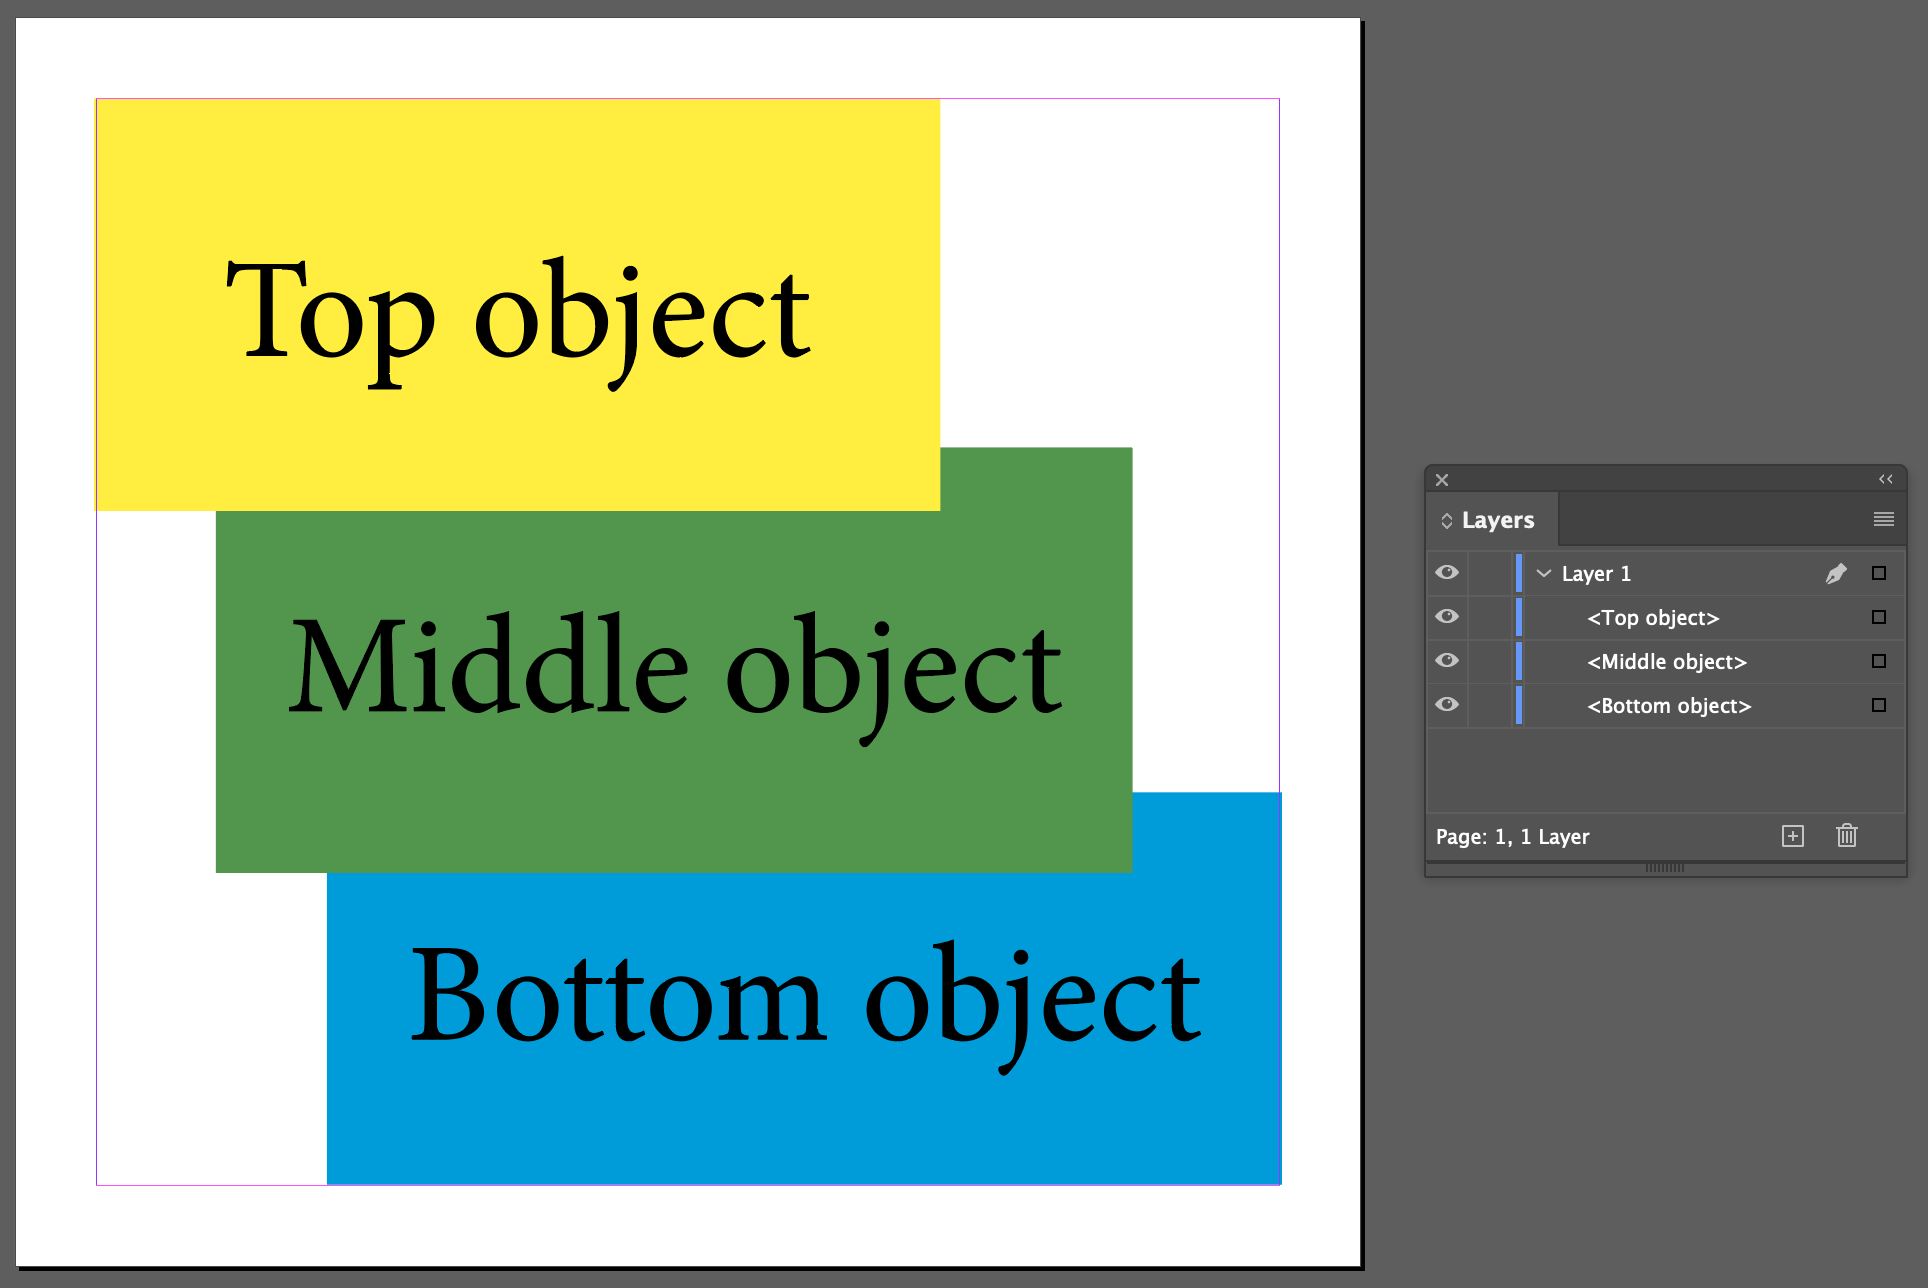 Top object
Middle object
Bottom object
Layers
Layer 1
<Top object>
<Middle object>
<Bottom object>
Page: 1, 1 Layer